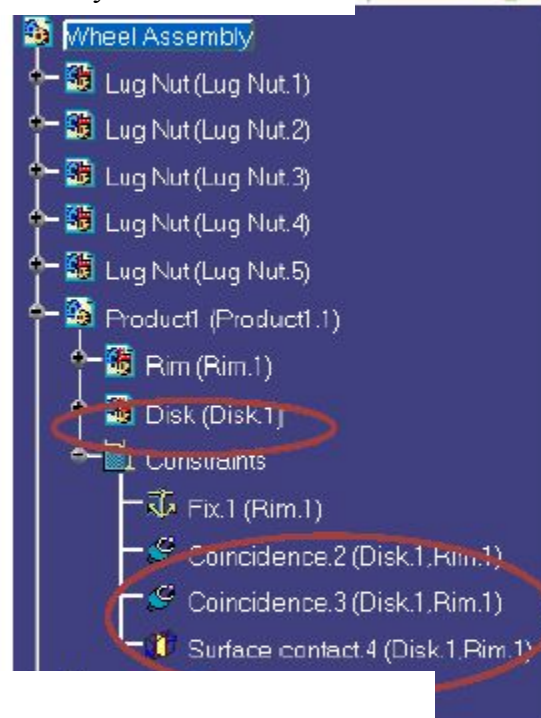 Wheel Assembly
Lug Nut (Lug Nut.1)
Lug Nut (Lug Nut.2)
Lug Nut (Lug Nut.3)
Lug Nut (Lug Nut.4)
Lug Nut (Lug Nut.5)
Product1 (Product1.1)
Rim (Rim.1)
Disk (Disk.1)
Constraints
Fix.1 (Rim.1)
Coincidence.2 (Disk.1,Rim.1)
Coincidence.3 (Disk.1,Rim.1)
Surface contact.4 (Disk.1,Rim.1)